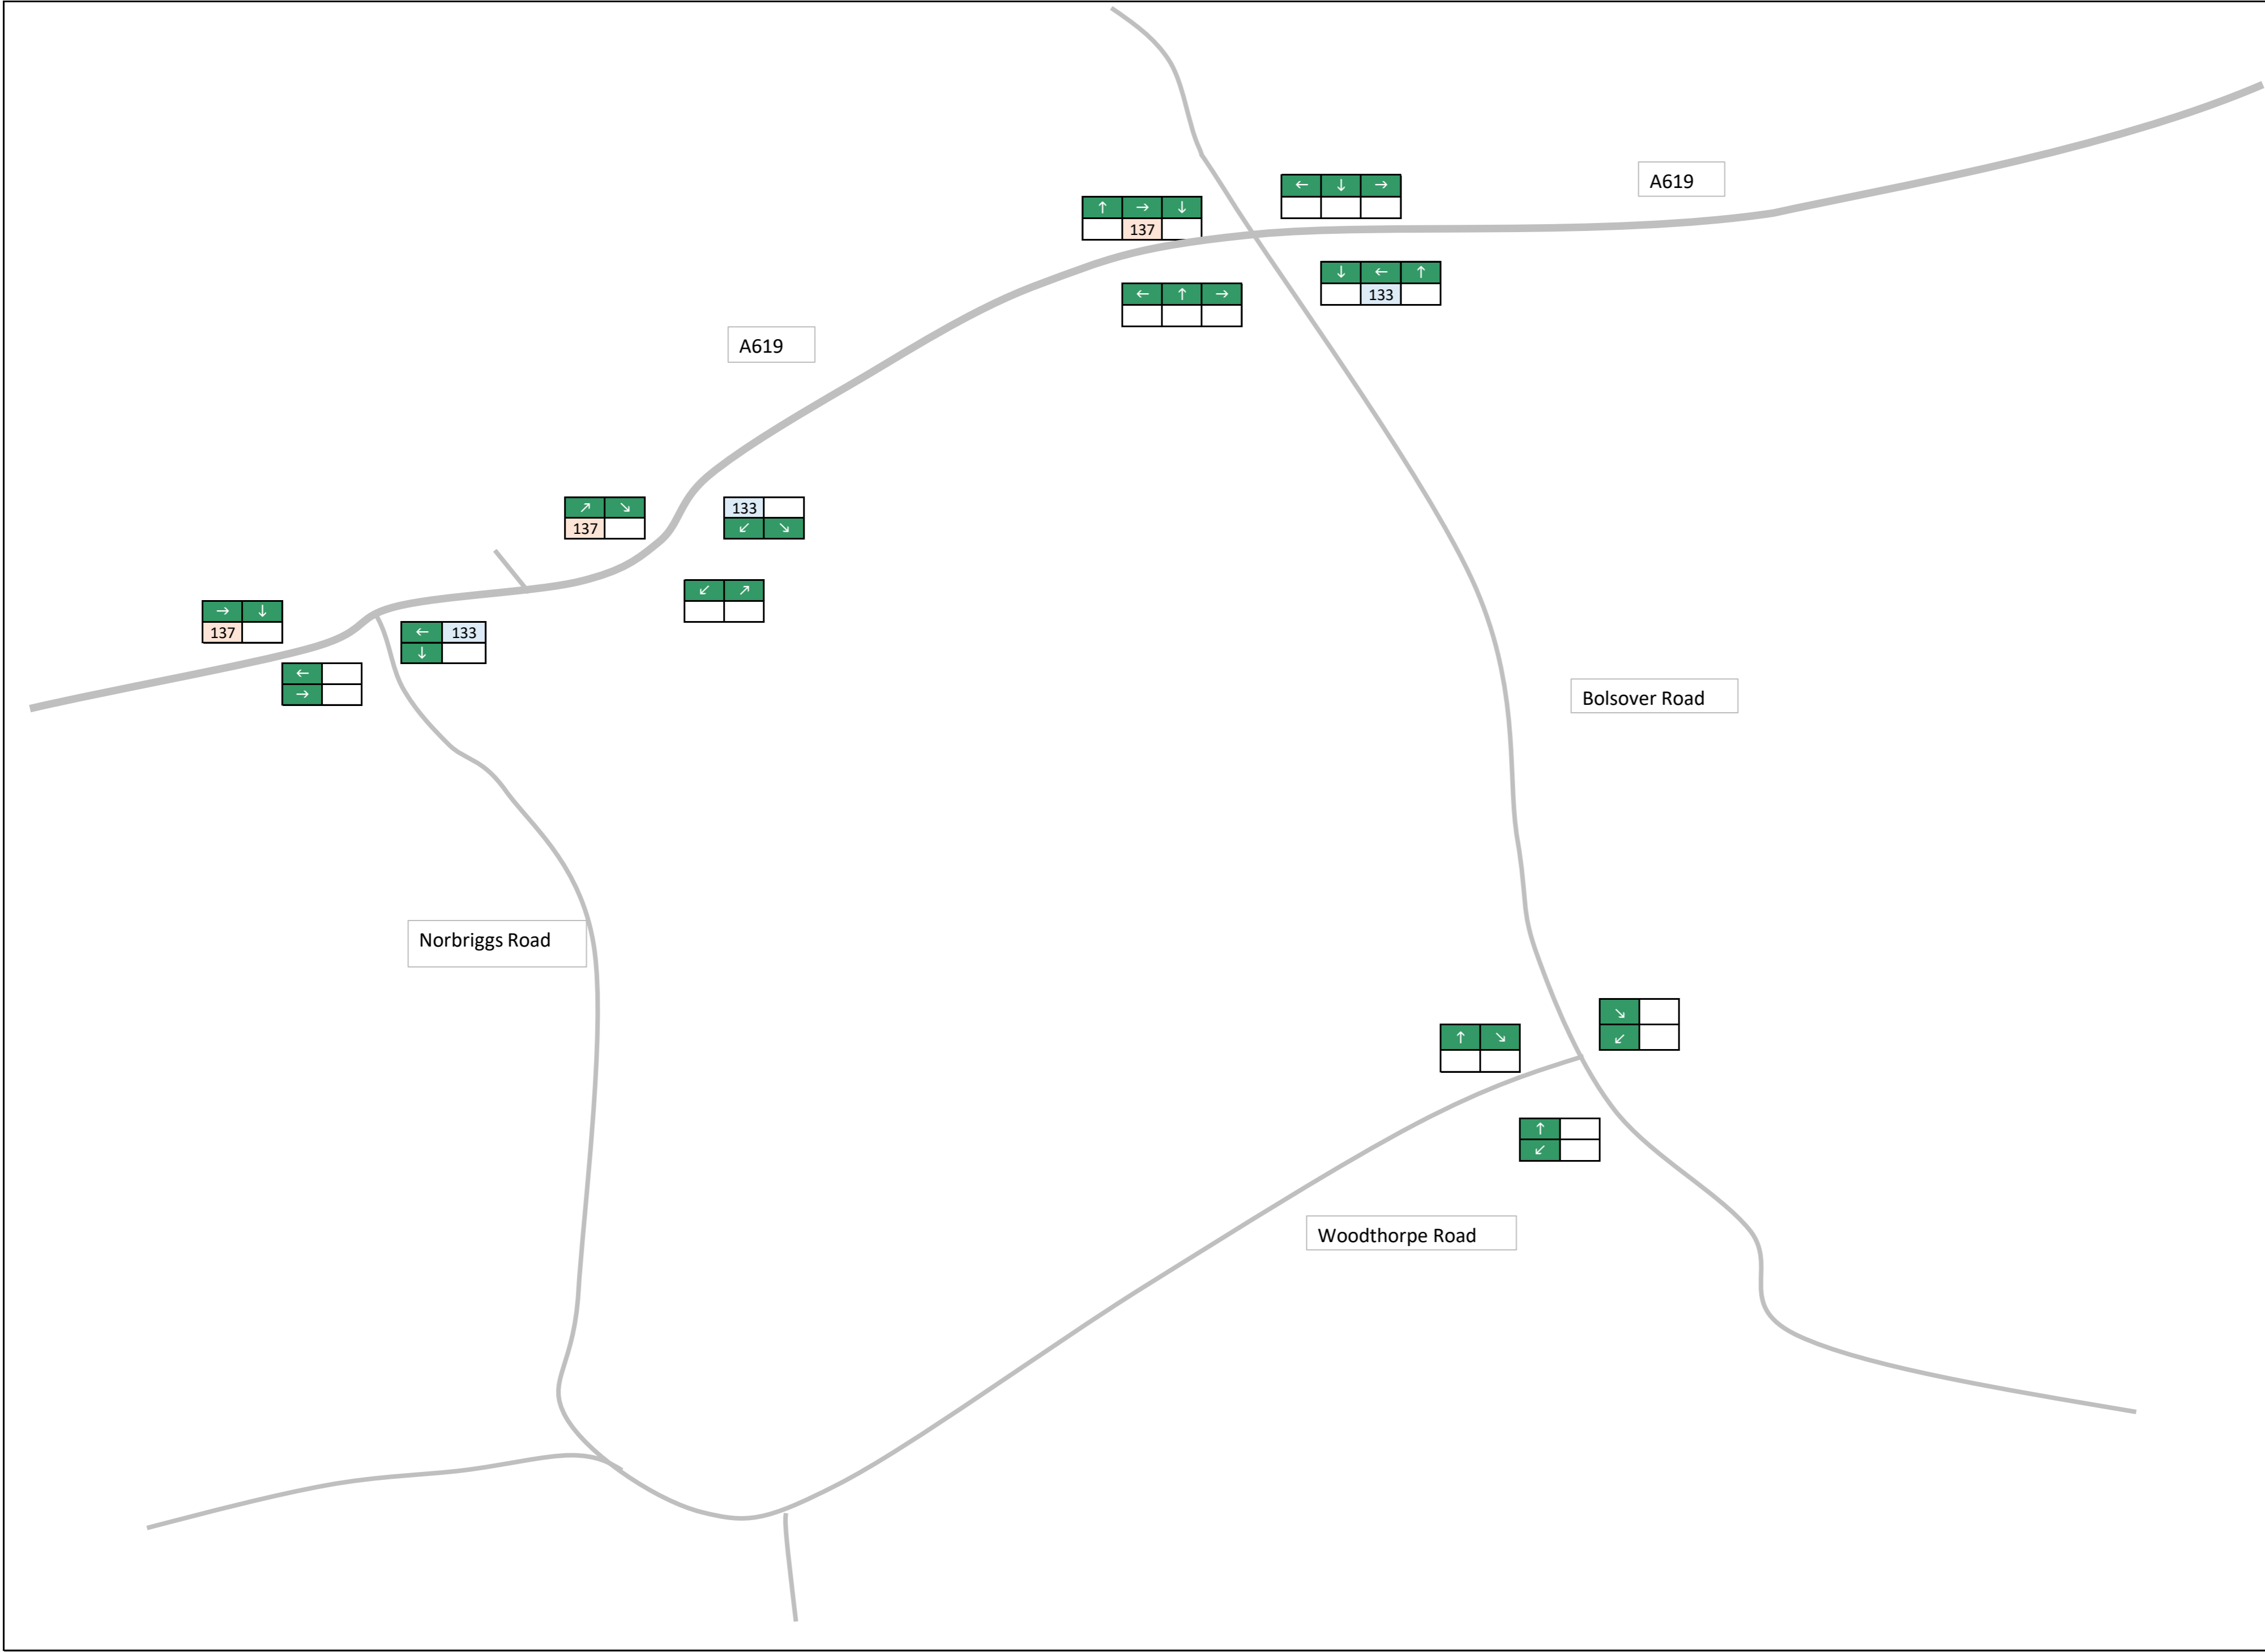 A619
← ↓ →
↑ → ↓
137
↓ ← ↑
133
← ↑ →
A619
↗ ↘
137
133
↙ ↘
↙ ↗
→ ↓
137
← 133
↓
←
→
Bolsover Road
Norbriggs Road
↘
↙
↑ ↘
↑
↙
Woodthorpe Road